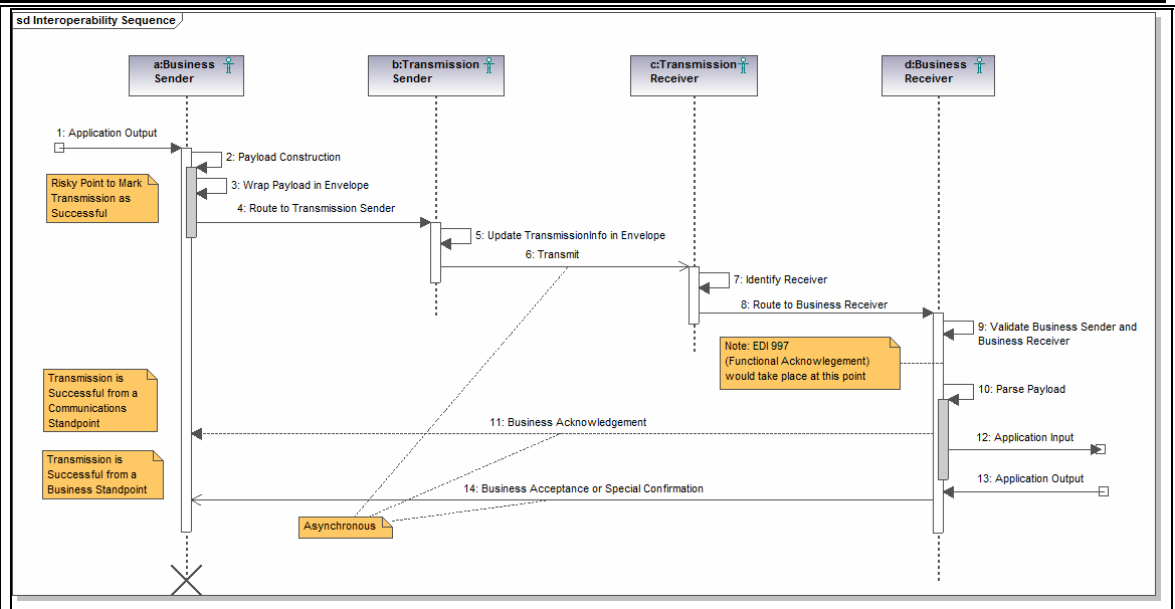 sd Interoperability Sequence
a:Business
Sender
b:Transmission
Sender
c:Transmission
Receiver
d:Business
Receiver
1: Application Output
2: Payload Construction
Risky Point to Mark
Transmission as
Successful
3: Wrap Payload in Envelope
4: Route to Transmission Sender
5: Update TransmissionInfo in Envelope
6: Transmit
7: Identify Receiver
8: Route to Business Receiver
9: Validate Business Sender and
Business Receiver
Note: EDI 997
(Functional Acknowlegement)
would take place at this point
Transmission is
Successful from a
Communications
Standpoint
10: Parse Payload
11: Business Acknowledgement
12: Application Input
Transmission is
Successful from a
Business Standpoint
13: Application Output
14: Business Acceptance or Special Confirmation
Asynchronous